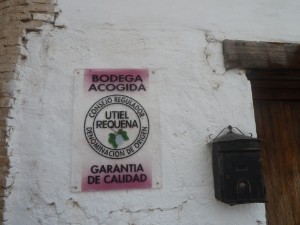 BODEGA
ACOGIDA
CONSEJO REGULADOR
UTIEL
REQUENA
DENOMINACION DE ORIGEN
GARANTIA
DE CALIDAD